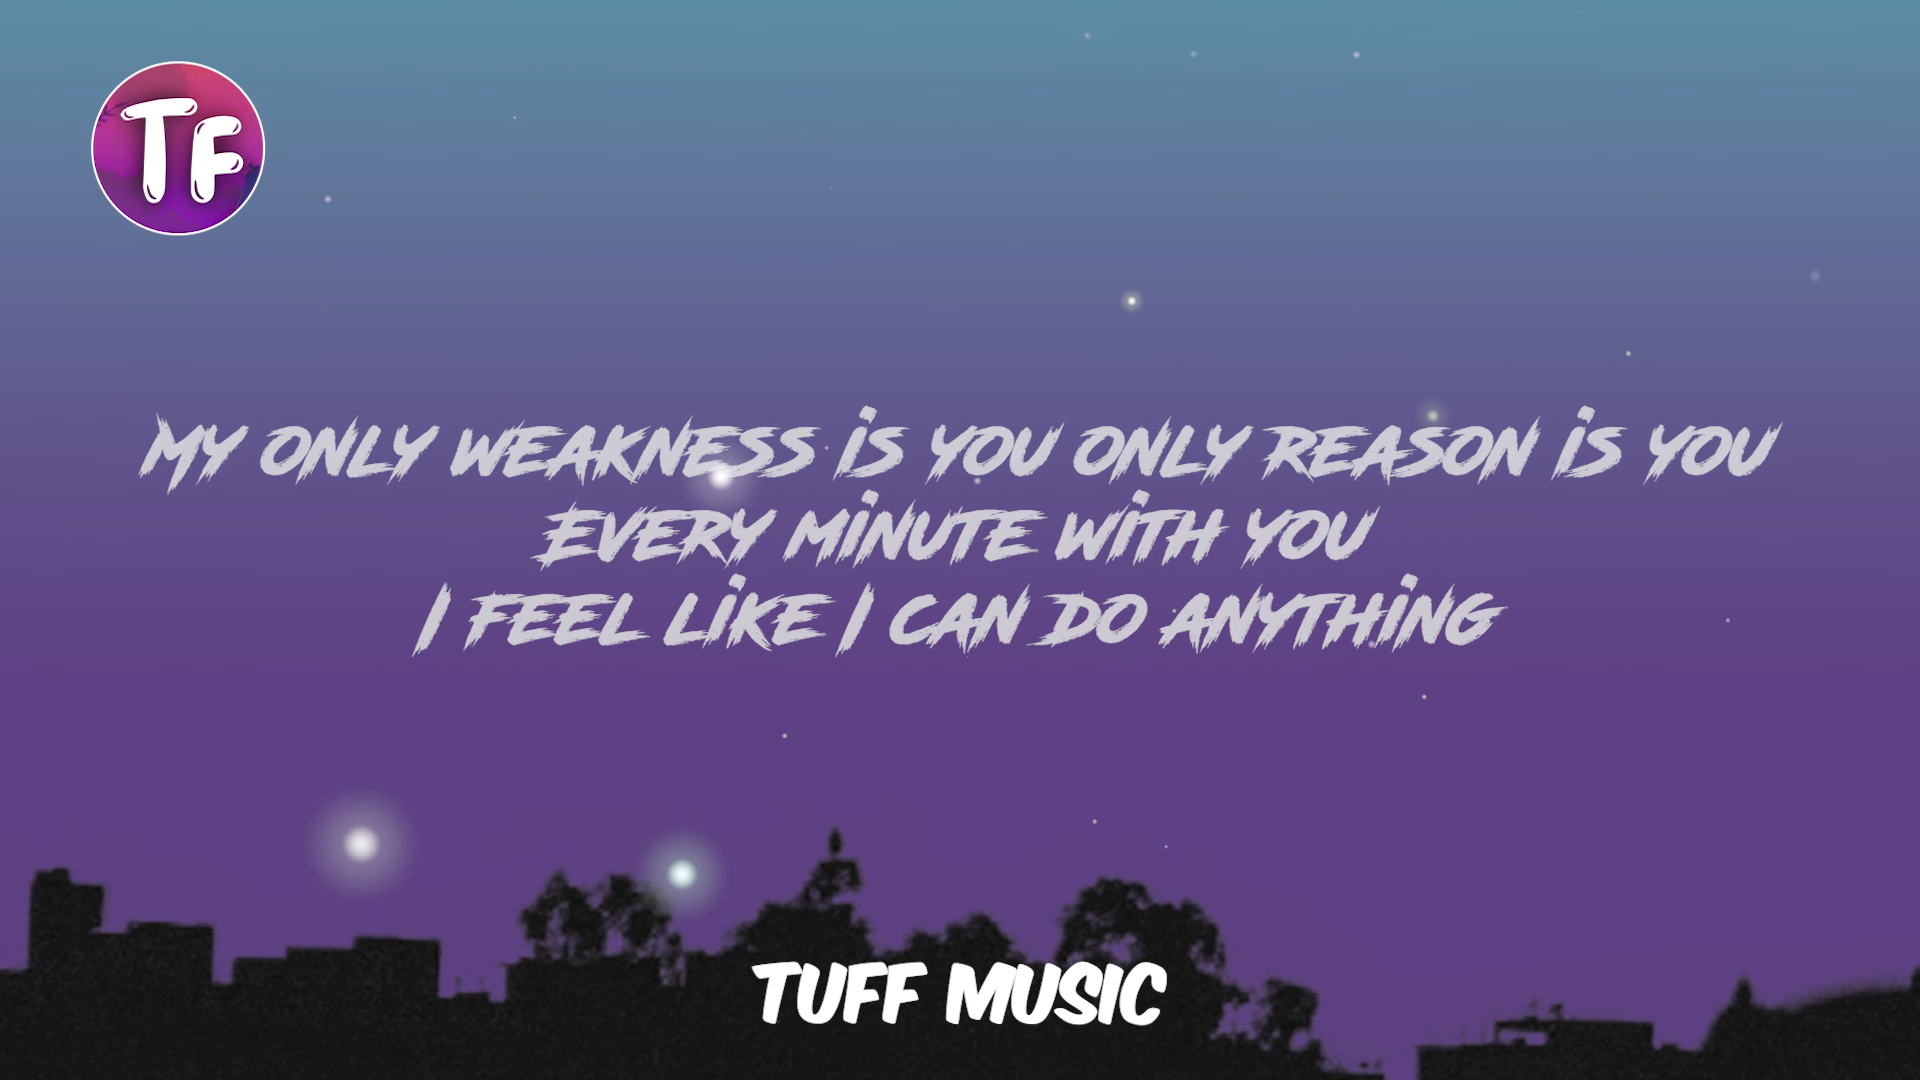 TF
MY ONLY WEAKNESS IS YOU ONLY REASON IS YOU
EVERY MINUTE WITH YOU
I FEEL LIKE I CAN DO ANYTHING
TUFF MUSIC